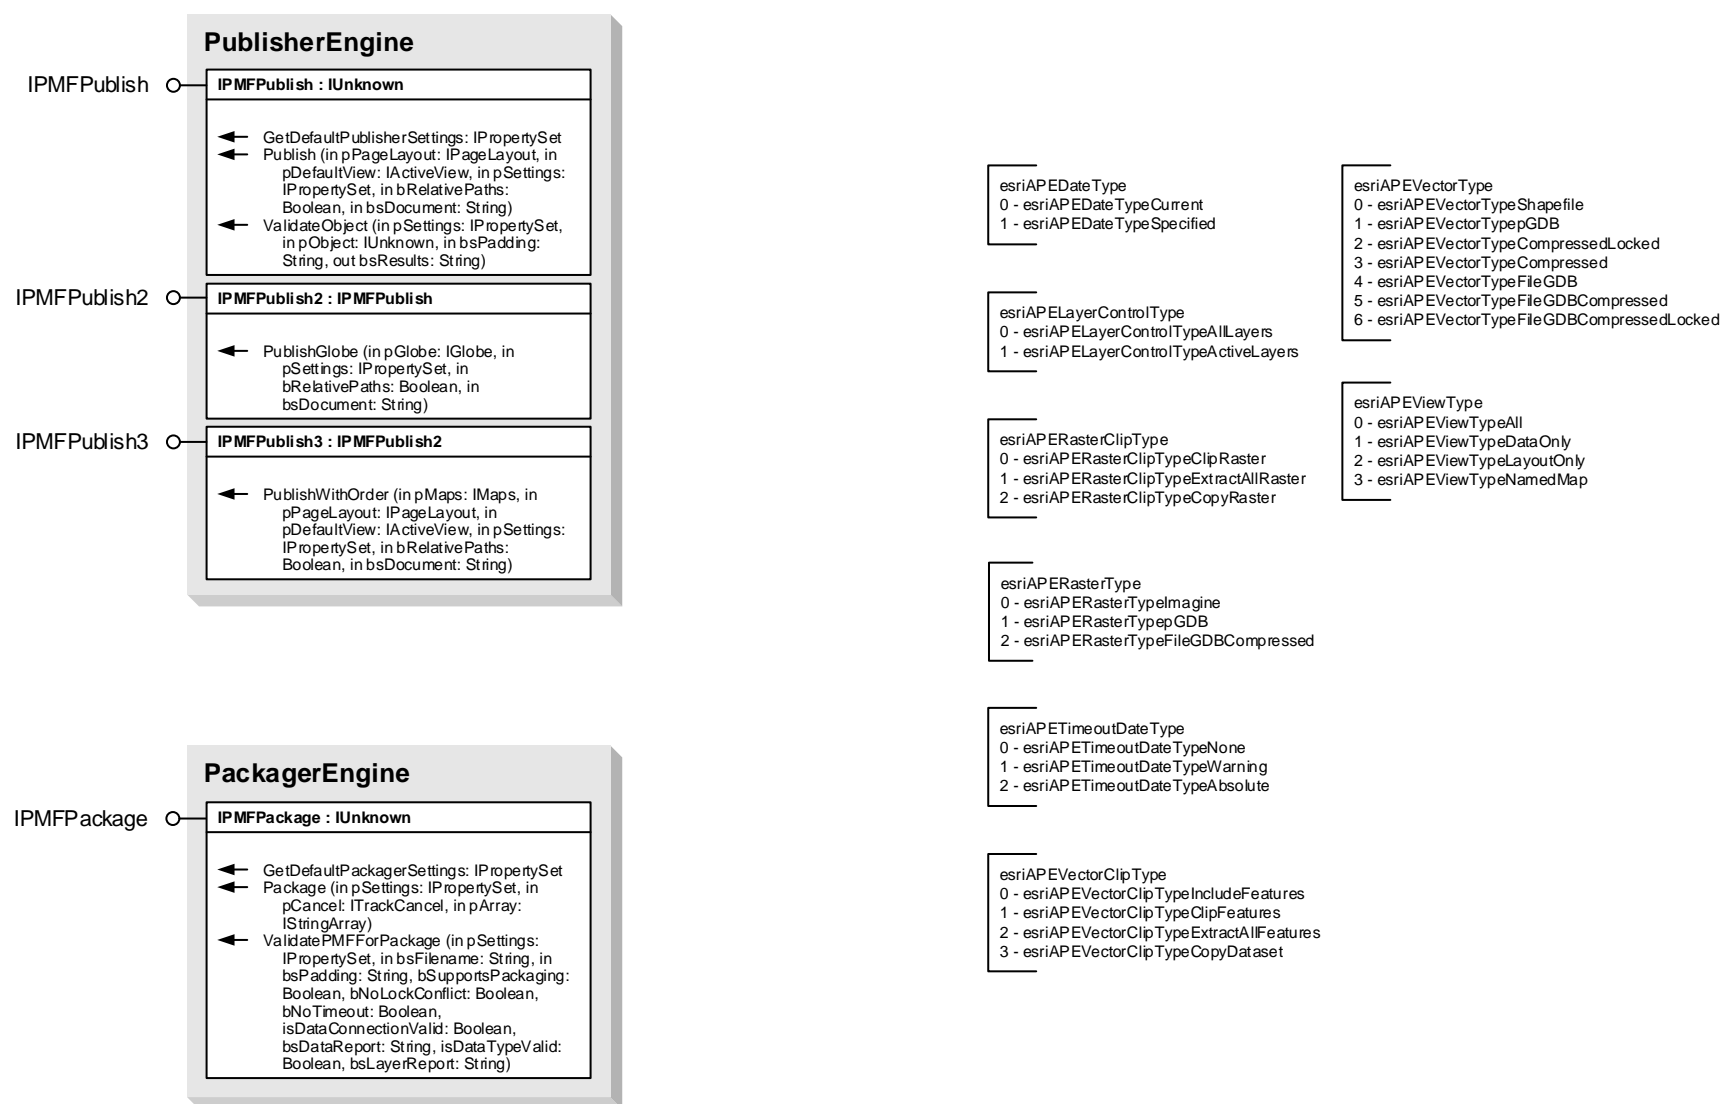 PublisherEngine
IPMFPublish
IPMFPublish : IUnknown
GetDefaultPublisherSettings: IPropertySet
Publish (in pPageLayout: IPageLayout, in
pDefaultView: IActiveView, in pSettings:
IPropertySet, in bRelativePaths:
Boolean, in bsDocument: String)
ValidateObject (in pSettings: IPropertySet,
in pObject: IUnknown, in bsPadding:
String, out bsResults: String)
IPMFPublish2
IPMFPublish2 : IPMFPublish
PublishGlobe (in pGlobe: IGlobe, in
pSettings: IPropertySet, in
bRelativePaths: Boolean, in
bsDocument: String)
IPMFPublish3
IPMFPublish3 : IPMFPublish2
PublishWithOrder (in pMaps: IMaps, in
pPageLayout: IPageLayout, in
pDefaultView: IActiveView, in pSettings:
IPropertySet, in bRelativePaths:
Boolean, in bsDocument: String)
PackagerEngine
IPMFPackage
IPMFPackage : IUnknown
GetDefaultPackagerSettings: IPropertySet
Package (in pSettings: IPropertySet, in
pCancel: ITrackCancel, in pArray:
IStringArray)
ValidatePMFForPackage (in pSettings:
IPropertySet, in bsFilename: String, in
bsPadding: String, bSupportsPackaging:
Boolean, bNoLockConflict: Boolean,
bNoTimeout: Boolean,
isDataConnectionValid: Boolean,
bsDataReport: String, isDataTypeValid:
Boolean, bsLayerReport: String)
esriAPEDateType
0 - esriAPEDateTypeCurrent
1 - esriAPEDateTypeSpecified
esriAPELayerControlType
0 - esriAPELayerControlTypeAllLayers
1 - esriAPELayerControlTypeActiveLayers
esriAPERasterClipType
0 - esriAPERasterClipTypeClipRaster
1 - esriAPERasterClipTypeExtractAllRaster
2 - esriAPERasterClipTypeCopyRaster
esriAPERasterType
0 - esriAPERasterTypeImagine
1 - esriAPERasterTypepGDB
2 - esriAPERasterTypeFileGDBCompressed
esriAPETimeoutDateType
0 - esriAPETimeoutDateTypeNone
1 - esriAPETimeoutDateTypeWarning
2 - esriAPETimeoutDateTypeAbsolute
esriAPEVectorClipType
0 - esriAPEVectorClipTypeIncludeFeatures
1 - esriAPEVectorClipTypeClipFeatures
2 - esriAPEVectorClipTypeExtractAllFeatures
3 - esriAPEVectorClipTypeCopyDataset
esriAPEVectorType
0 - esriAPEVectorTypeShapefile
1 - esriAPEVectorTypepGDB
2 - esriAPEVectorTypeCompressedLocked
3 - esriAPEVectorTypeCompressed
4 - esriAPEVectorTypeFileGDB
5 - esriAPEVectorTypeFileGDBCompressed
6 - esriAPEVectorTypeFileGDBCompressedLocked
esriAPEViewType
0 - esriAPEViewTypeAll
1 - esriAPEViewTypeDataOnly
2 - esriAPEViewTypeLayoutOnly
3 - esriAPEViewTypeNamedMap